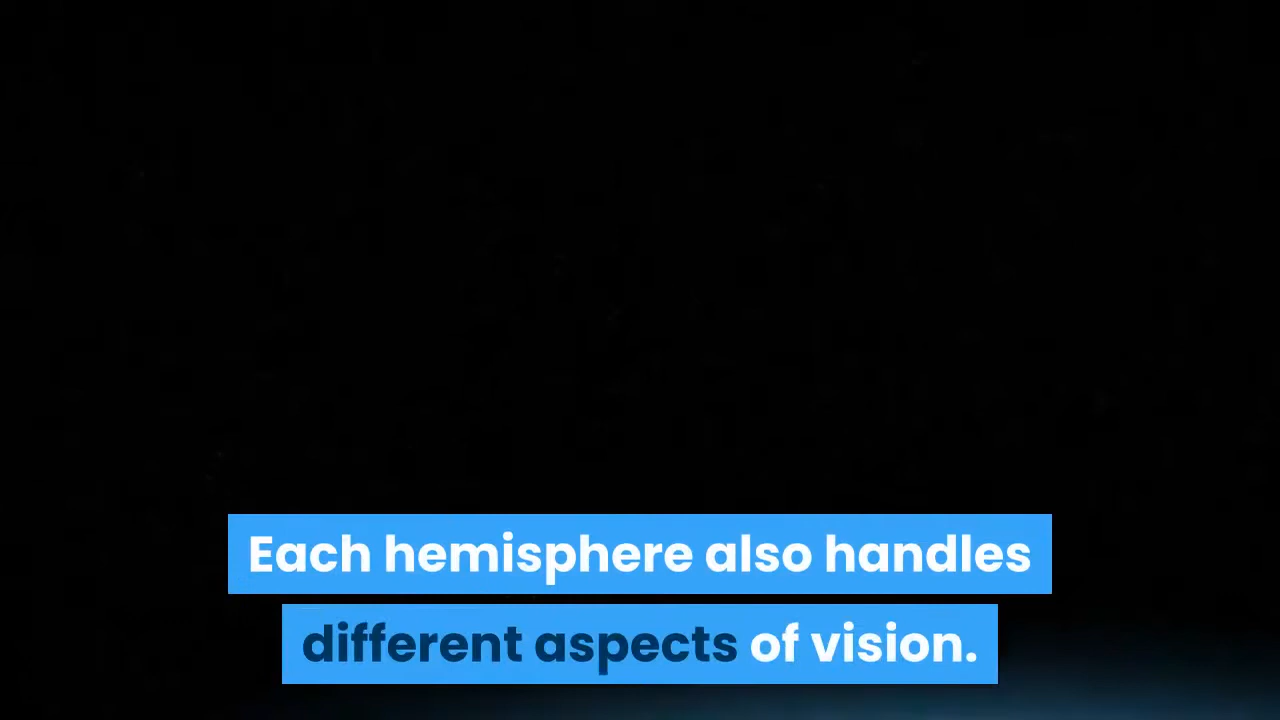 Each hemisphere also handles
different aspects of vision.